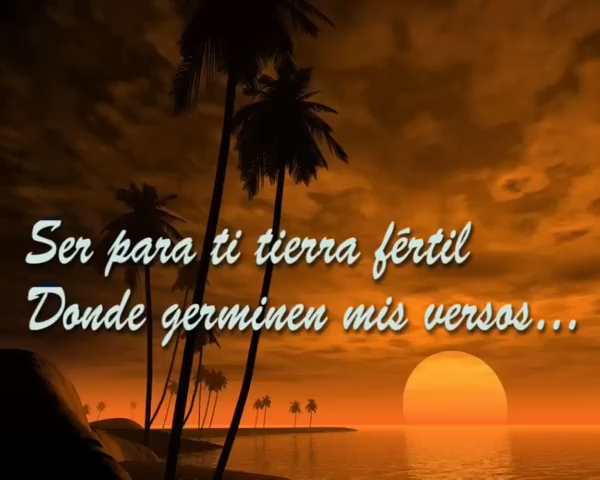 Ser para ti tierra fértil
Donde germinen mis versos...